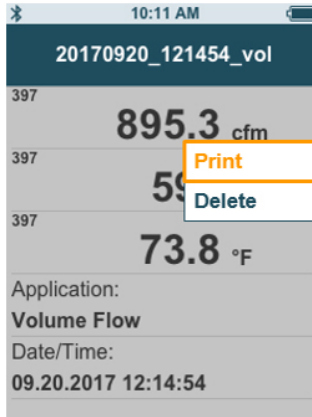 10:11 AM
20170920_121454_vol
397
895.3 cfm
397
Print
Delete
397
73.8 °F
Application:
Volume Flow
Date/Time:
09.20.2017 12:14:54